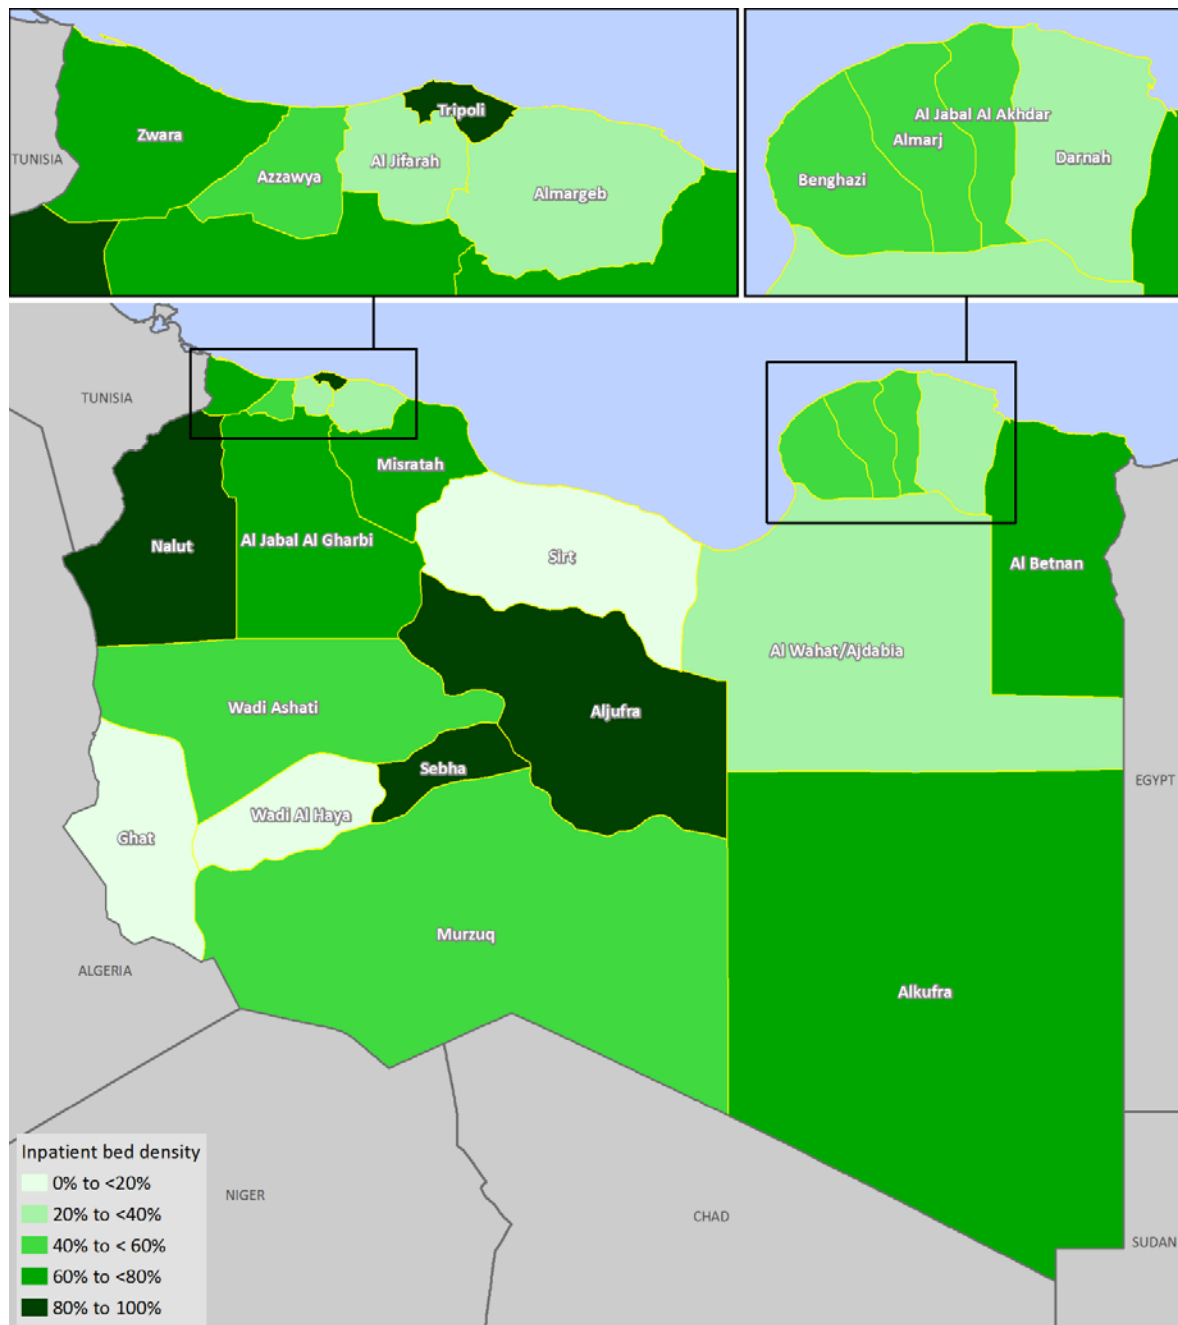 Tripoli
Zwara
TUNISIA
Al Jifarah
Azzawya
Almargeb
Al Jabal Al Akhdar
Almarj
Darnah
Benghazi
TUNISIA
Misratah
Nalut
Al Jabal Al Gharbi
Sirt
Al Betnan
Al Wahat/Ajdabia
Wadi Ashati
Aljufra
Sebha
EGYPT
Wadi Al Haya
Ghat
Murzuq
ALGERIA
Alkufra
NIGER
CHAD
SUDAN
Inpatient bed density
0% to <20%
20% to <40%
40% to < 60%
60% to <80%
80% to 100%